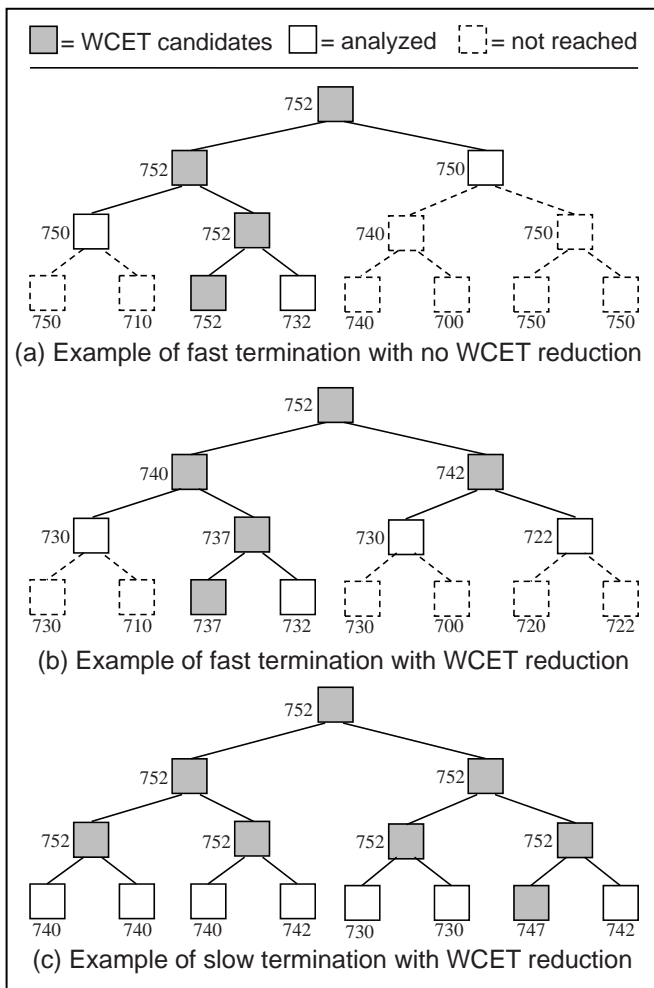 = WCET candidates = analyzed = not reached
752
752 750
750 752 740 750
750 710 752 732 740 700 750 750
(a) Example of fast termination with no WCET reduction
752
740 742
730 737 730 722
730 710 737 732 730 700 720 722
(b) Example of fast termination with WCET reduction
752
752 752
752 752 752 752
740 740 740 742 730 730 747 742
(c) Example of slow termination with WCET reduction